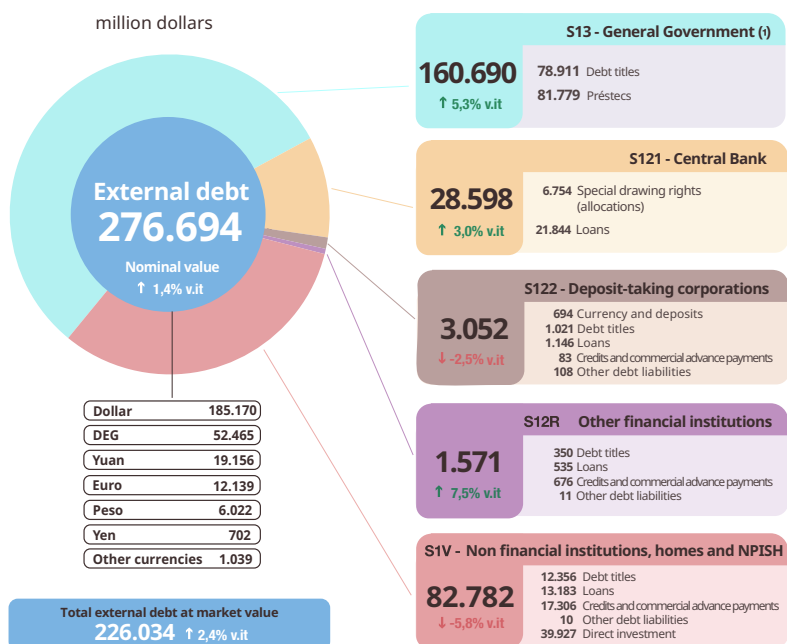 million dollars
External debt
276.694
Nominal value
↑ 1,4% v.it
Dollar 185.170
DEG 52.465
Yuan 19.156
Euro 12.139
Peso 6.022
Yen 702
Other currencies 1.039
Total external debt at market value
226.034 ↑ 2,4% v.it
S13 - General Government (1)
160.690
↑ 5,3% v.it
78.911 Debt titles
81.779 Préstecs
S121 - Central Bank
28.598
↑ 3,0% v.it
6.754 Special drawing rights
(allocations)
21.844 Loans
S122 - Deposit-taking corporations
3.052
↓ -2,5% v.it
694 Currency and deposits
1.021 Debt titles
1.146 Loans
83 Credits and commercial advance payments
108 Other debt liabilities
S12R Other financial institutions
1.571
↑ 7,5% v.it
350 Debt titles
535 Loans
676 Credits and commercial advance payments
11 Other debt liabilities
S1V - Non financial institutions, homes and NPISH
82.782
↓ -5,8% v.it
12.356 Debt titles
13.183 Loans
17.306 Credits and commercial advance payments
10 Other debt liabilities
39.927 Direct investment